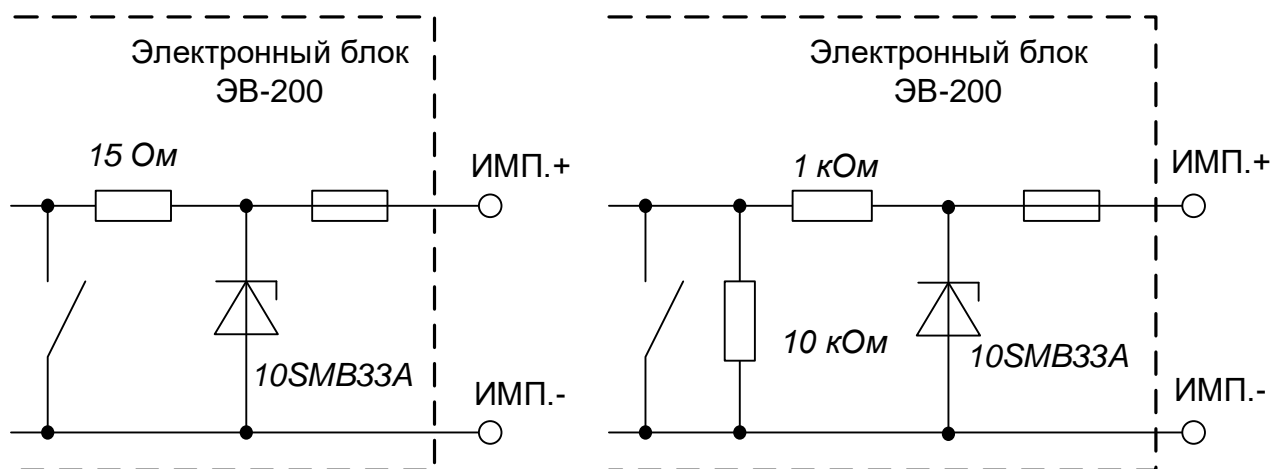 Электронный блок
ЭВ-200
15 Ом
ИМП.+
10SMB33A
ИМП.-
Электронный блок
ЭВ-200
1 кОм
ИМП.+
10 кОм
10SMB33A
ИМП.-